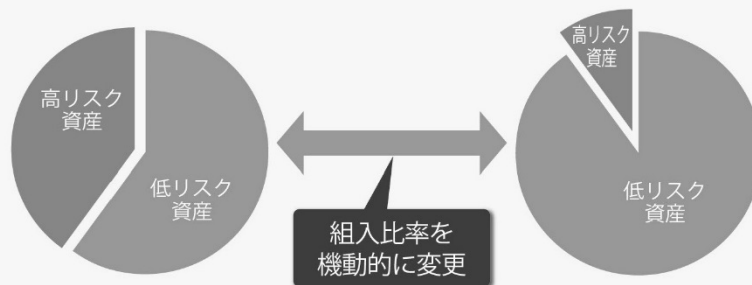 高リスク
資産
低リスク
資産
組入比率を
機動的に変更
高リスク
資産
低リスク
資産